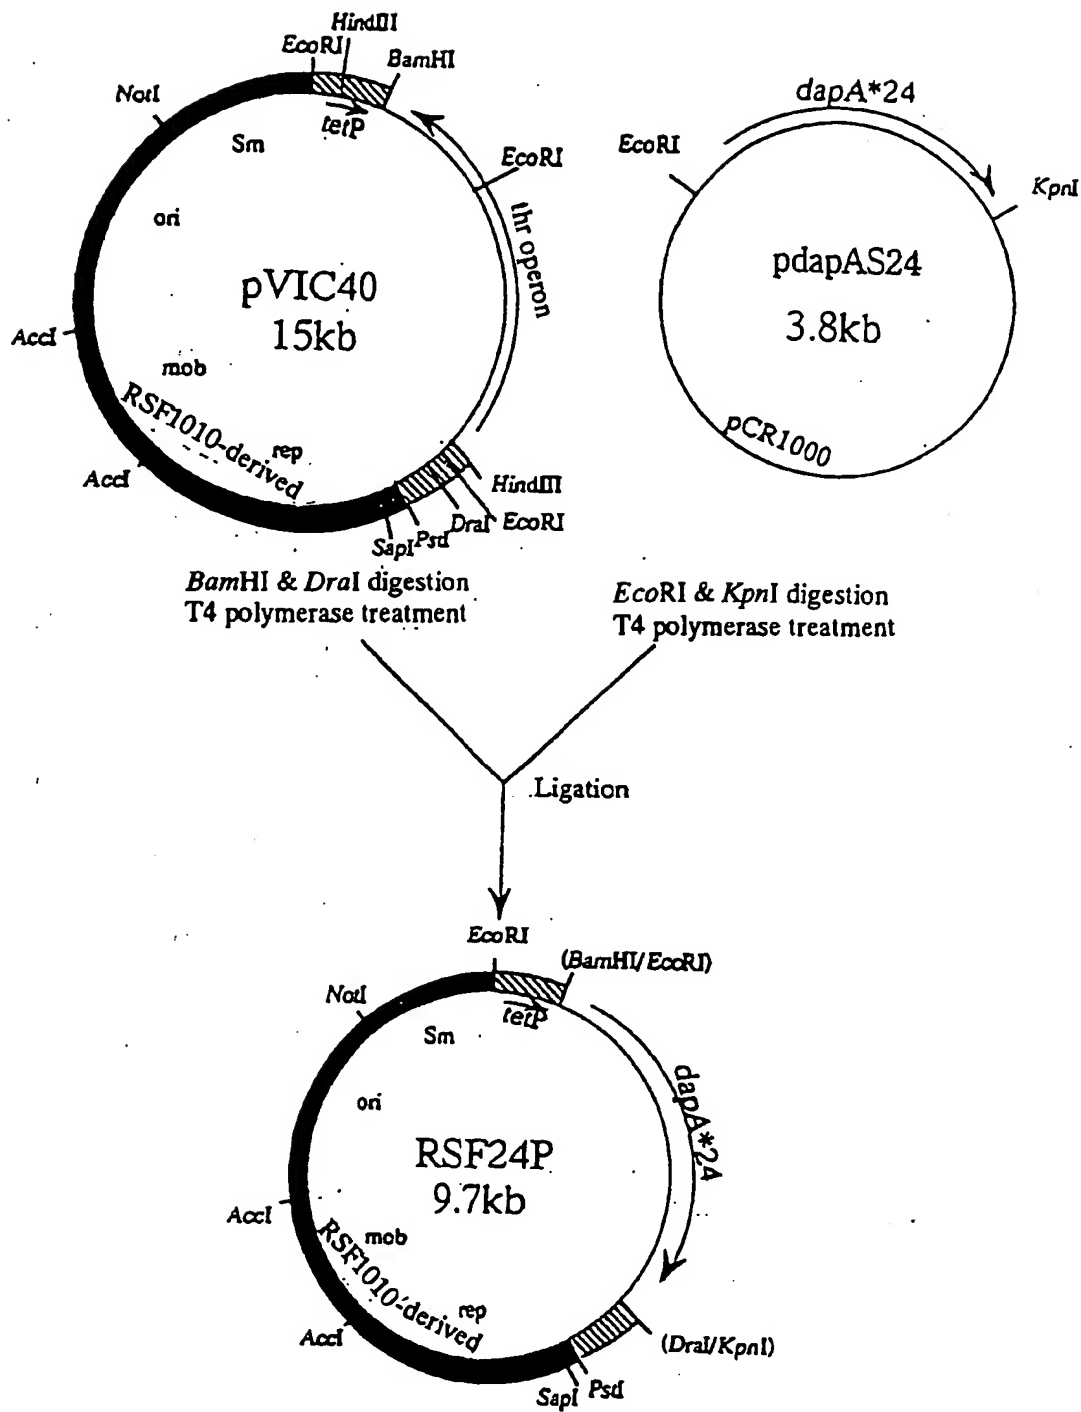 HindIII
EcoRI
BamHI
NotI
tetP
Sm
EcoRI
ori
thr operon
pVIC40
15kb
AccI
mob
RSF1010-derived
rep
AccI
HindIII
EcoRI
DraI
PstI
SapI
dapA*24
EcoRI
KpnI
pdapAS24
3.8kb
pCR1000
BamHI & DraI digestion
T4 polymerase treatment
EcoRI & KpnI digestion
T4 polymerase treatment
Ligation
EcoRI
(BamHI/EcoRI)
NotI
tetP
Sm
ori
dapA*24
RSF24P
9.7kb
AccI
mob
RSF1010-derived
rep
AccI
(DraI/KpnI)
SapI PstI